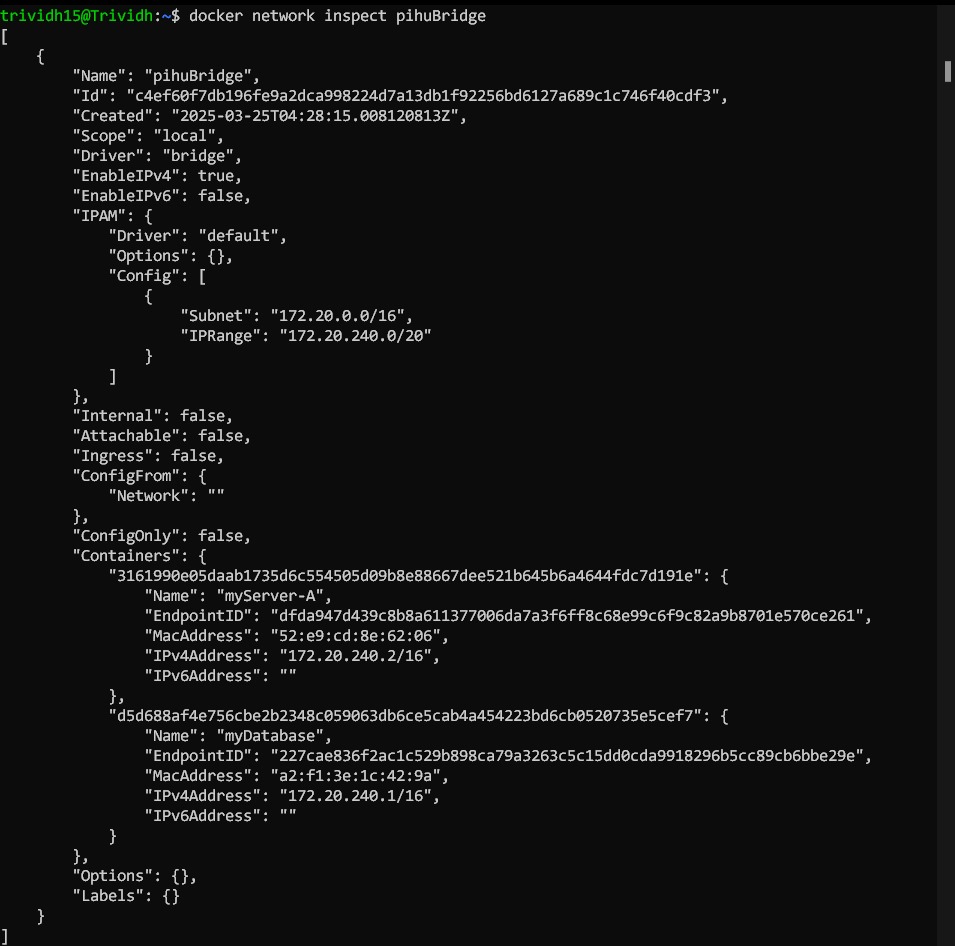 trividh15@Trividh:~$ docker network inspect pihuBridge
[
    {
        "Name": "pihuBridge",
        "Id": "c4ef60f7db196fe9a2dca998224d7a13db1f92256bd6127a689c1c746f40cdf3",
        "Created": "2025-03-25T04:28:15.008120813Z",
        "Scope": "local",
        "Driver": "bridge",
        "EnableIPv4": true,
        "EnableIPv6": false,
        "IPAM": {
            "Driver": "default",
            "Options": {},
            "Config": [
                {
                    "Subnet": "172.20.0.0/16",
                    "IPRange": "172.20.240.0/20"
                }
            ]
        },
        "Internal": false,
        "Attachable": false,
        "Ingress": false,
        "ConfigFrom": {
            "Network": ""
        },
        "ConfigOnly": false,
        "Containers": {
            "3161990e05daab1735d6c554505d09b8e88667dee521b645b6a4644fdc7d191e": {
                "Name": "myServer-A",
                "EndpointID": "dfda947d439c8b8a611377006da7a3f6ff8c68e99c6f9c82a9b8701e570ce261",
                "MacAddress": "52:e9:cd:8e:62:06",
                "IPv4Address": "172.20.240.2/16",
                "IPv6Address": ""
            },
            "d5d688af4e756cbe2b2348c059063db6ce5cab4a454223bd6cb0520735e5cef7": {
                "Name": "myDatabase",
                "EndpointID": "227cae836f2ac1c529b898ca79a3263c5c15dd0cda9918296b5cc89cb6bbe29e",
                "MacAddress": "a2:f1:3e:1c:42:9a",
                "IPv4Address": "172.20.240.1/16",
                "IPv6Address": ""
            }
        },
        "Options": {},
        "Labels": {}
    }
]